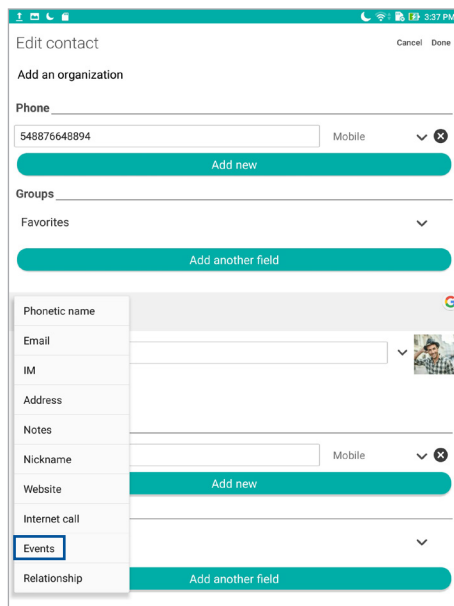 3:37 PM
Edit contact
Cancel Done
Add an organization
Phone
548876648894 Mobile
Add new
Groups
Favorites
Add another field
Phonetic name
Email
IM
Address
Notes
Nickname
Mobile
Website
Add new
Internet call
Events
Relationship
Add another field